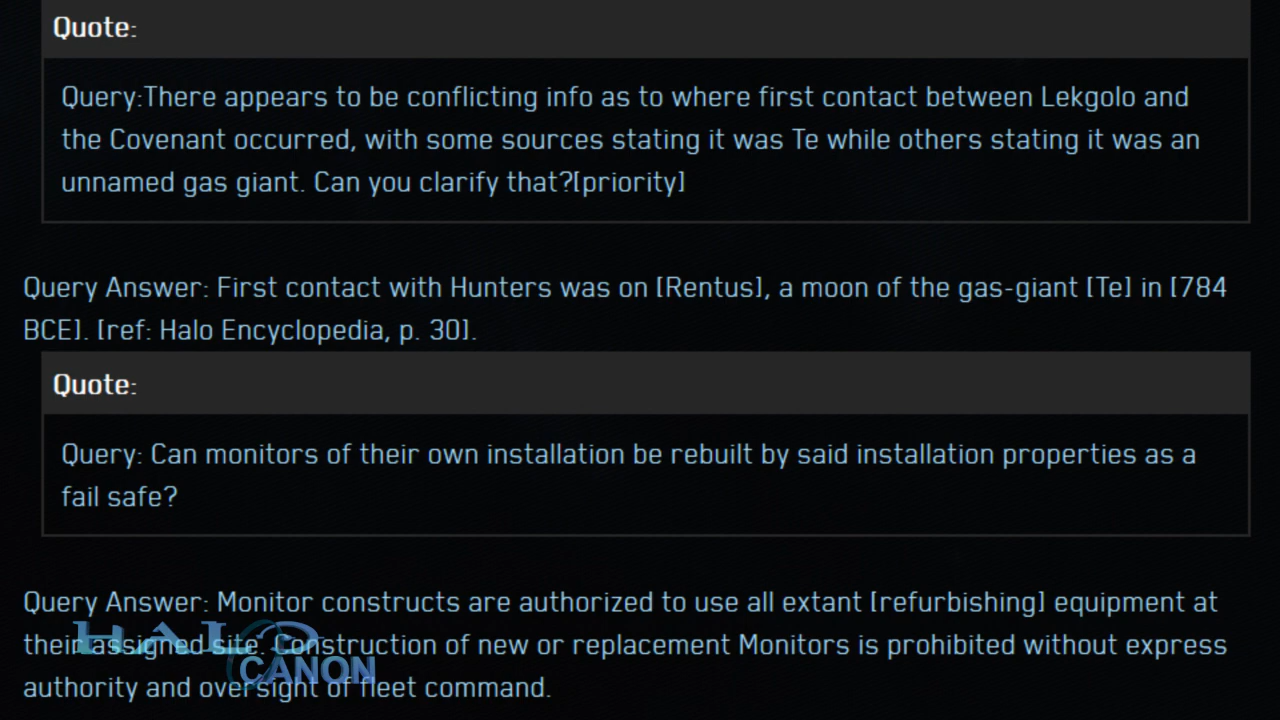 Quote:
Query:There appears to be conflicting info as to where first contact between Lekgolo and
the Covenant occurred, with some sources stating it was Te while others stating it was an
unnamed gas giant. Can you clarify that?[priority]
Query Answer: First contact with Hunters was on [Rentus], a moon of the gas-giant [Te] in [784
BCE]. [ref: Halo Encyclopedia, p. 30].
Quote:
Query: Can monitors of their own installation be rebuilt by said installation properties as a
fail safe?
Query Answer: Monitor constructs are authorized to use all extant [refurbishing] equipment at
their assigned site. Construction of new or replacement Monitors is prohibited without express
authority and oversight of fleet command.
HALO
CANON